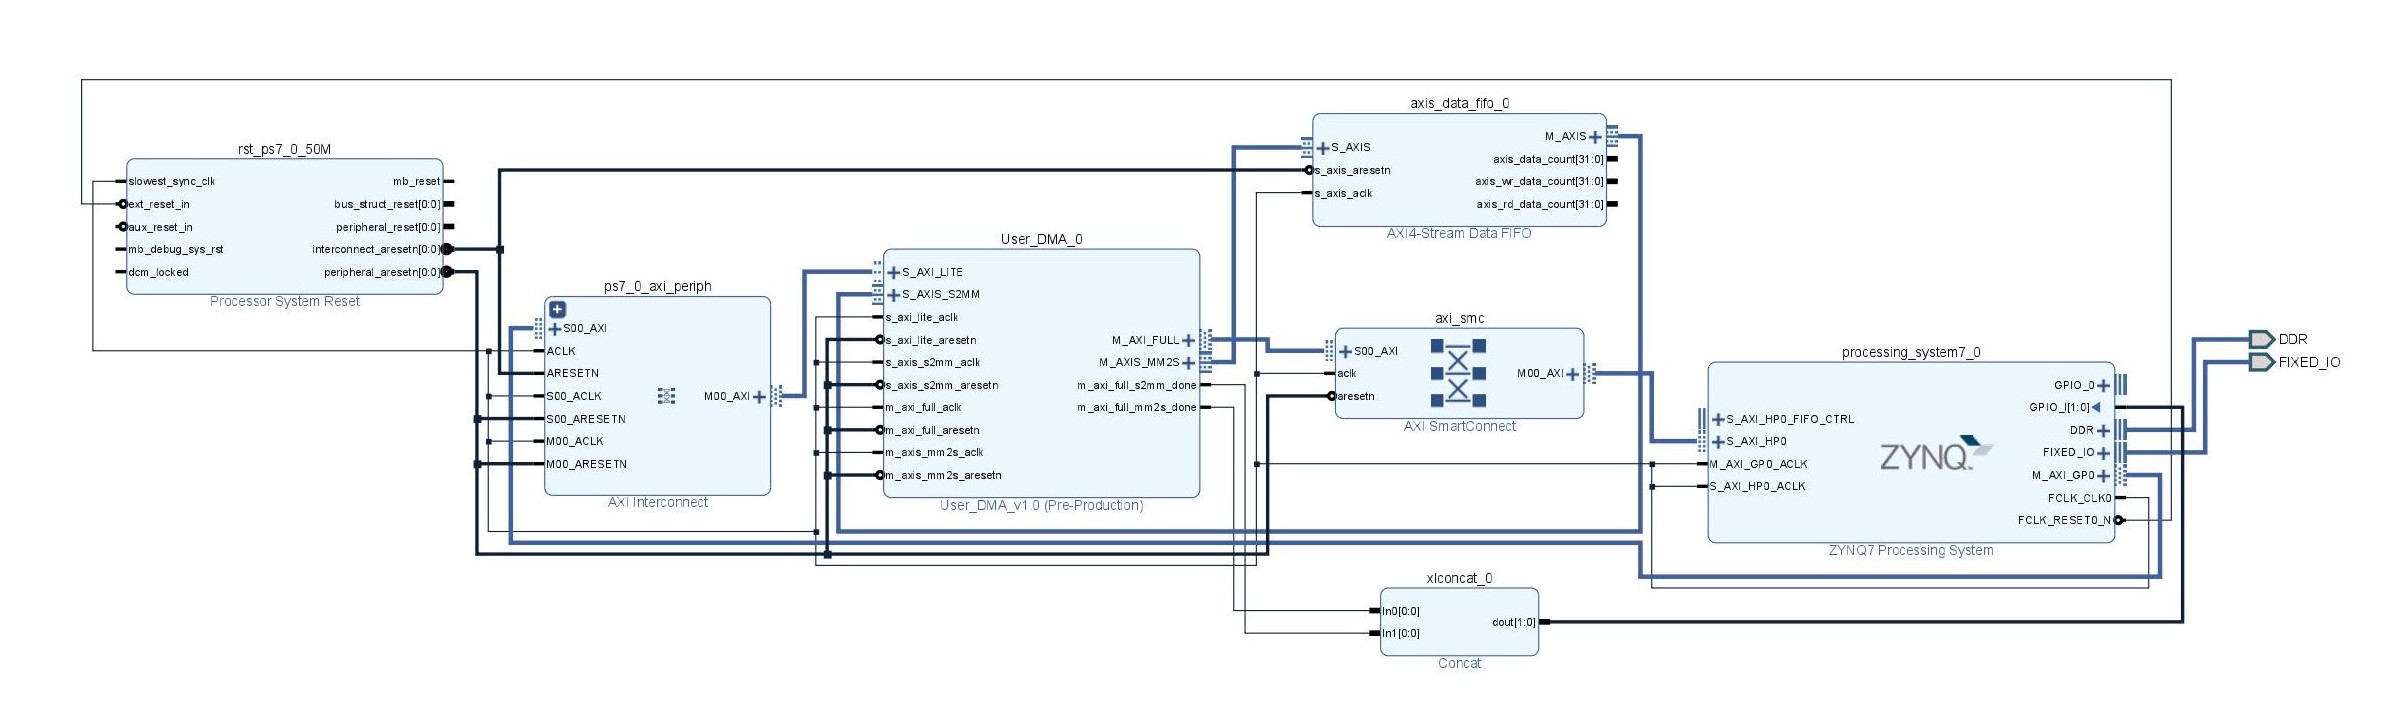 rst_ps7_0_50M
slowest_sync_clk
ext_reset_in
aux_reset_in
mb_debug_sys_rst
dcm_locked
mb_reset
bus_struct_reset[0:0]
peripheral_reset[0:0]
interconnect_aresetn[0:0]
peripheral_aresetn[0:0]
Processor System Reset
ps7_0_axi_periph
S00_AXI
ACLK
ARESETN
S00_ACLK
S00_ARESETN
M00_ACLK
M00_ARESETN
M00_AXI
AXI Interconnect
User_DMA_0
S_AXI_LITE
S_AXIS_S2MM
s_axi_lite_aclk
s_axi_lite_aresetn
s_axis_s2mm_aclk
s_axis_s2mm_aresetn
m_axi_full_aclk
m_axi_full_aresetn
m_axis_mm2s_aclk
m_axis_mm2s_aresetn
M_AXI_FULL
M_AXIS_MM2S
m_axi_full_s2mm_done
m_axi_full_mm2s_done
User_DMA_v1.0 (Pre-Production)
axis_data_fifo_0
S_AXIS
s_axis_aresetn
s_axis_aclk
M_AXIS
axis_data_count[31:0]
axis_wr_data_count[31:0]
axis_rd_data_count[31:0]
AXI4-Stream Data FIFO
axi_smc
S00_AXI
aclk
aresetn
M00_AXI
AXI SmartConnect
xlconcat_0
In0[0:0]
In1[0:0]
dout[1:0]
Concat
processing_system7_0
S_AXI_HP0_FIFO_CTRL
S_AXI_HP0
M_AXI_GP0_ACLK
S_AXI_HP0_ACLK
ZYNQ
GPIO_0
GPIO_I[1:0]
DDR
FIXED_IO
M_AXI_GP0
FCLK_CLK0
FCLK_RESET0_N
ZYNQ7 Processing System
DDR
FIXED_IO